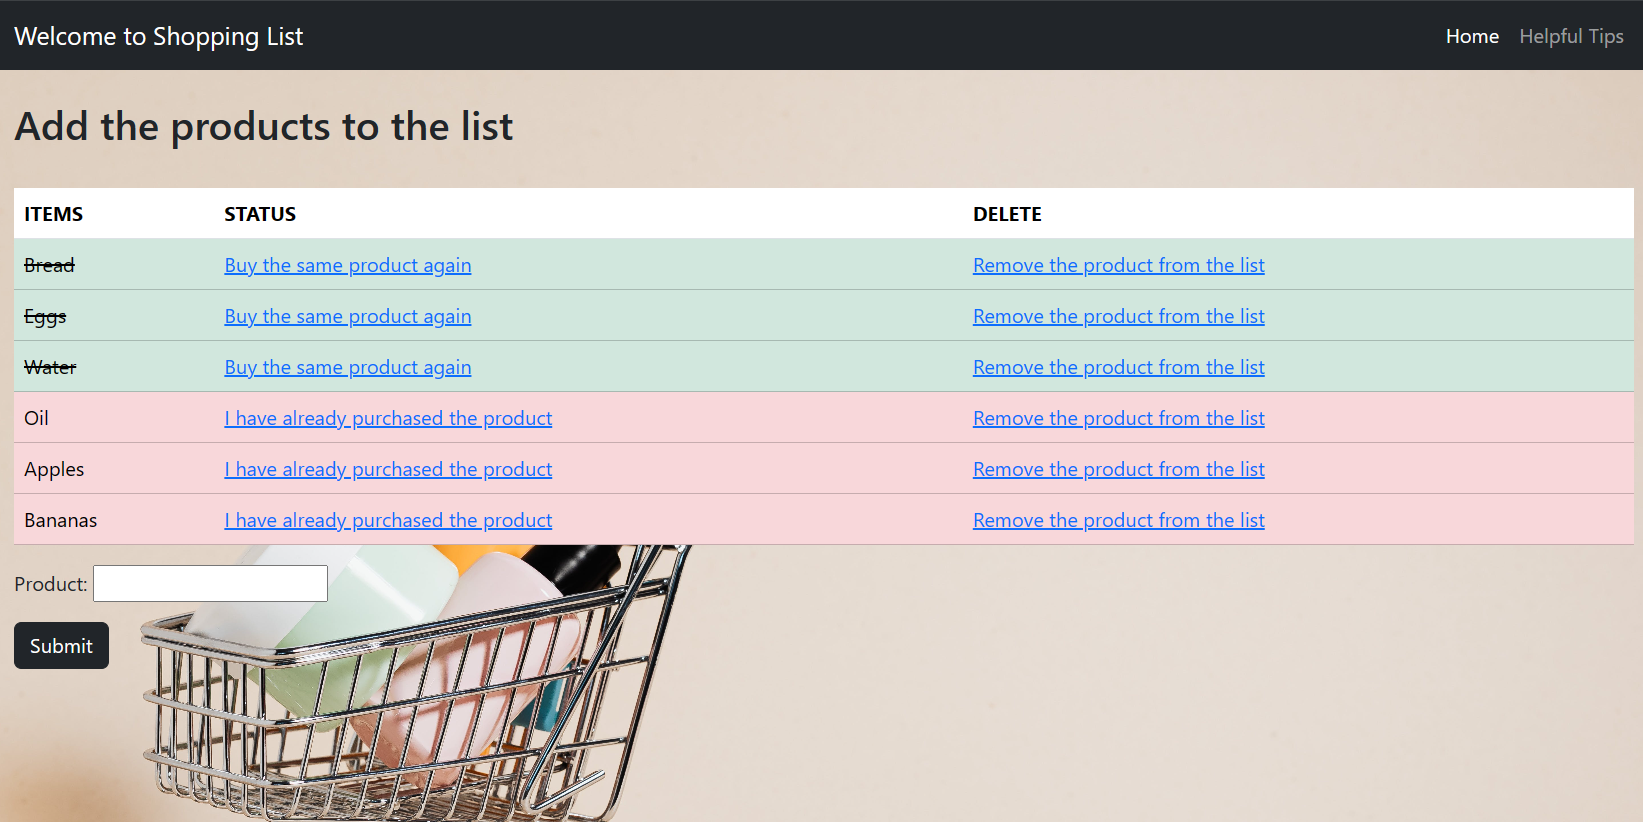 Welcome to Shopping List Home Helpful Tips
Add the products to the list
ITEMS STATUS DELETE
Bread Buy the same product again Remove the product from the list
Eggs Buy the same product again Remove the product from the list
Water Buy the same product again Remove the product from the list
Oil I have already purchased the product Remove the product from the list
Apples I have already purchased the product Remove the product from the list
Bananas I have already purchased the product Remove the product from the list
Product:
Submit